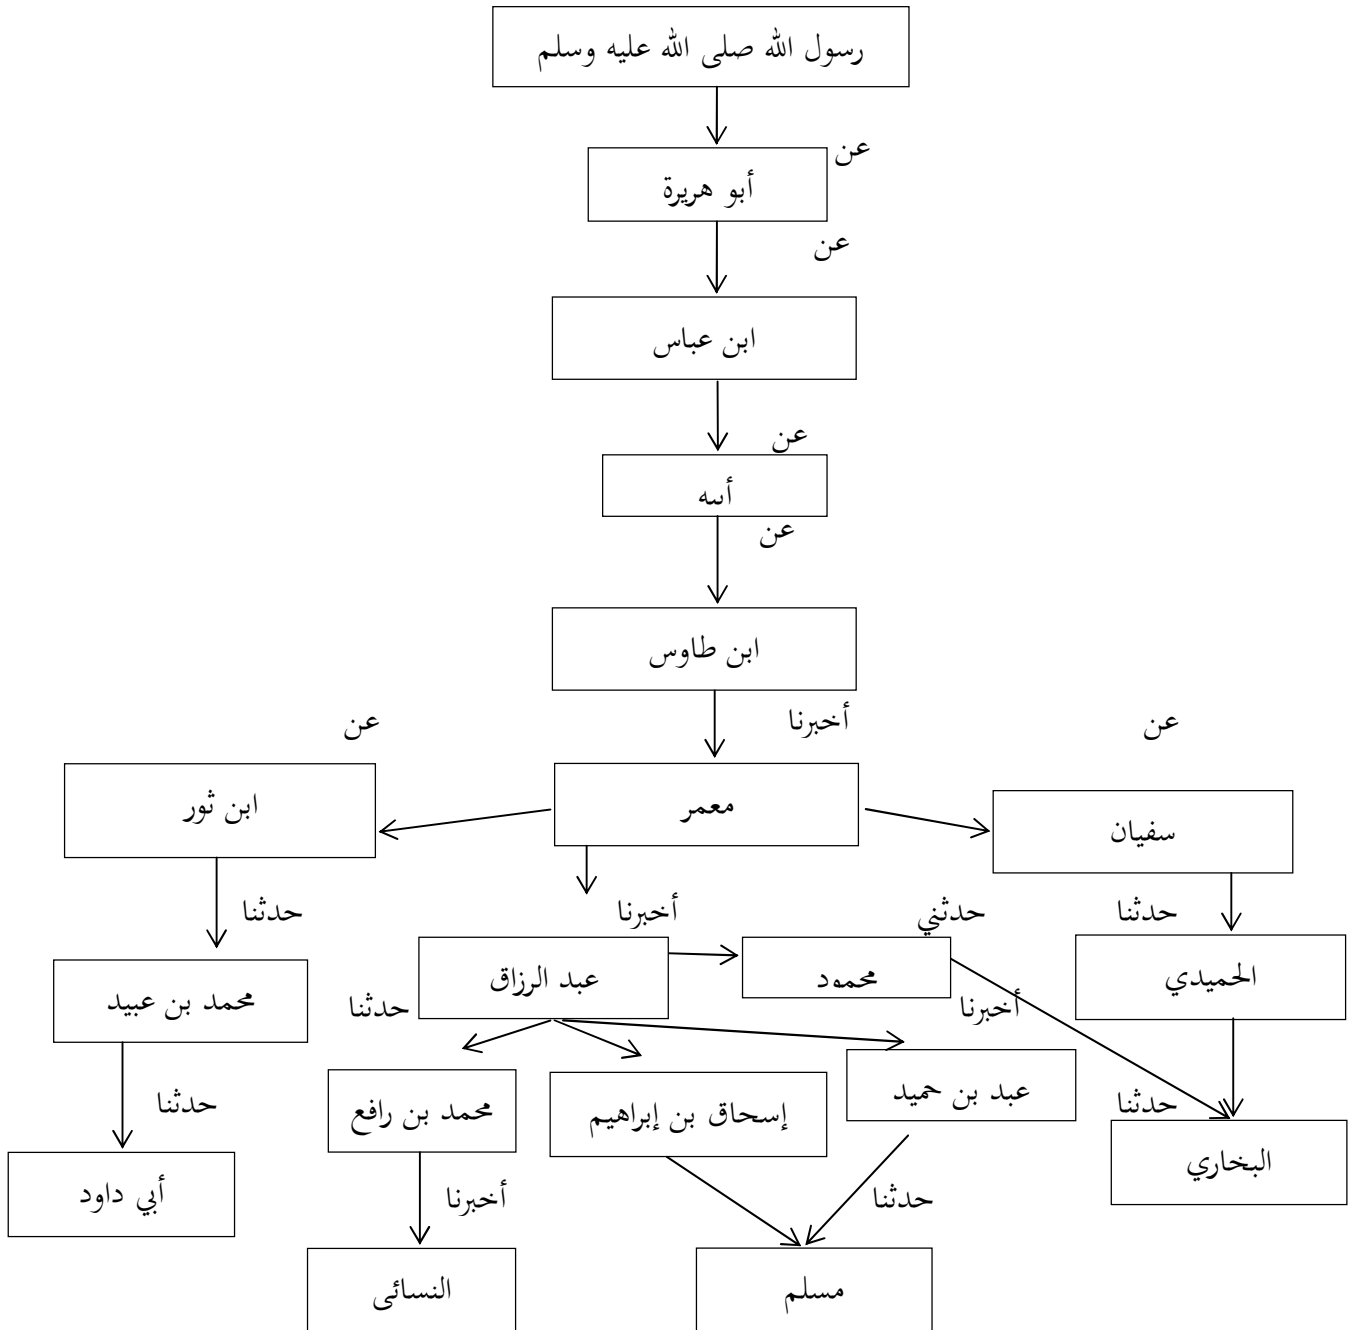 رسول الله صلى الله عليه وسلم
عن
أبو هريرة
عن
ابن عباس
عن
أبيه
عن
ابن طاوس
عن
أخبرنا
عن
ابن ثور
معمر
سفيان
حدثنا
أخبرنا
حدثني
حدثنا
محمد بن عبيد
عبد الرزاق
محمود
الحميدي
حدثنا
أخبرنا
حدثنا
محمد بن رافع
إسحاق بن إبراهيم
عبد بن حميد
حدثنا
أبي داود
أخبرنا
حدثنا
البخاري
النسائى
مسلم